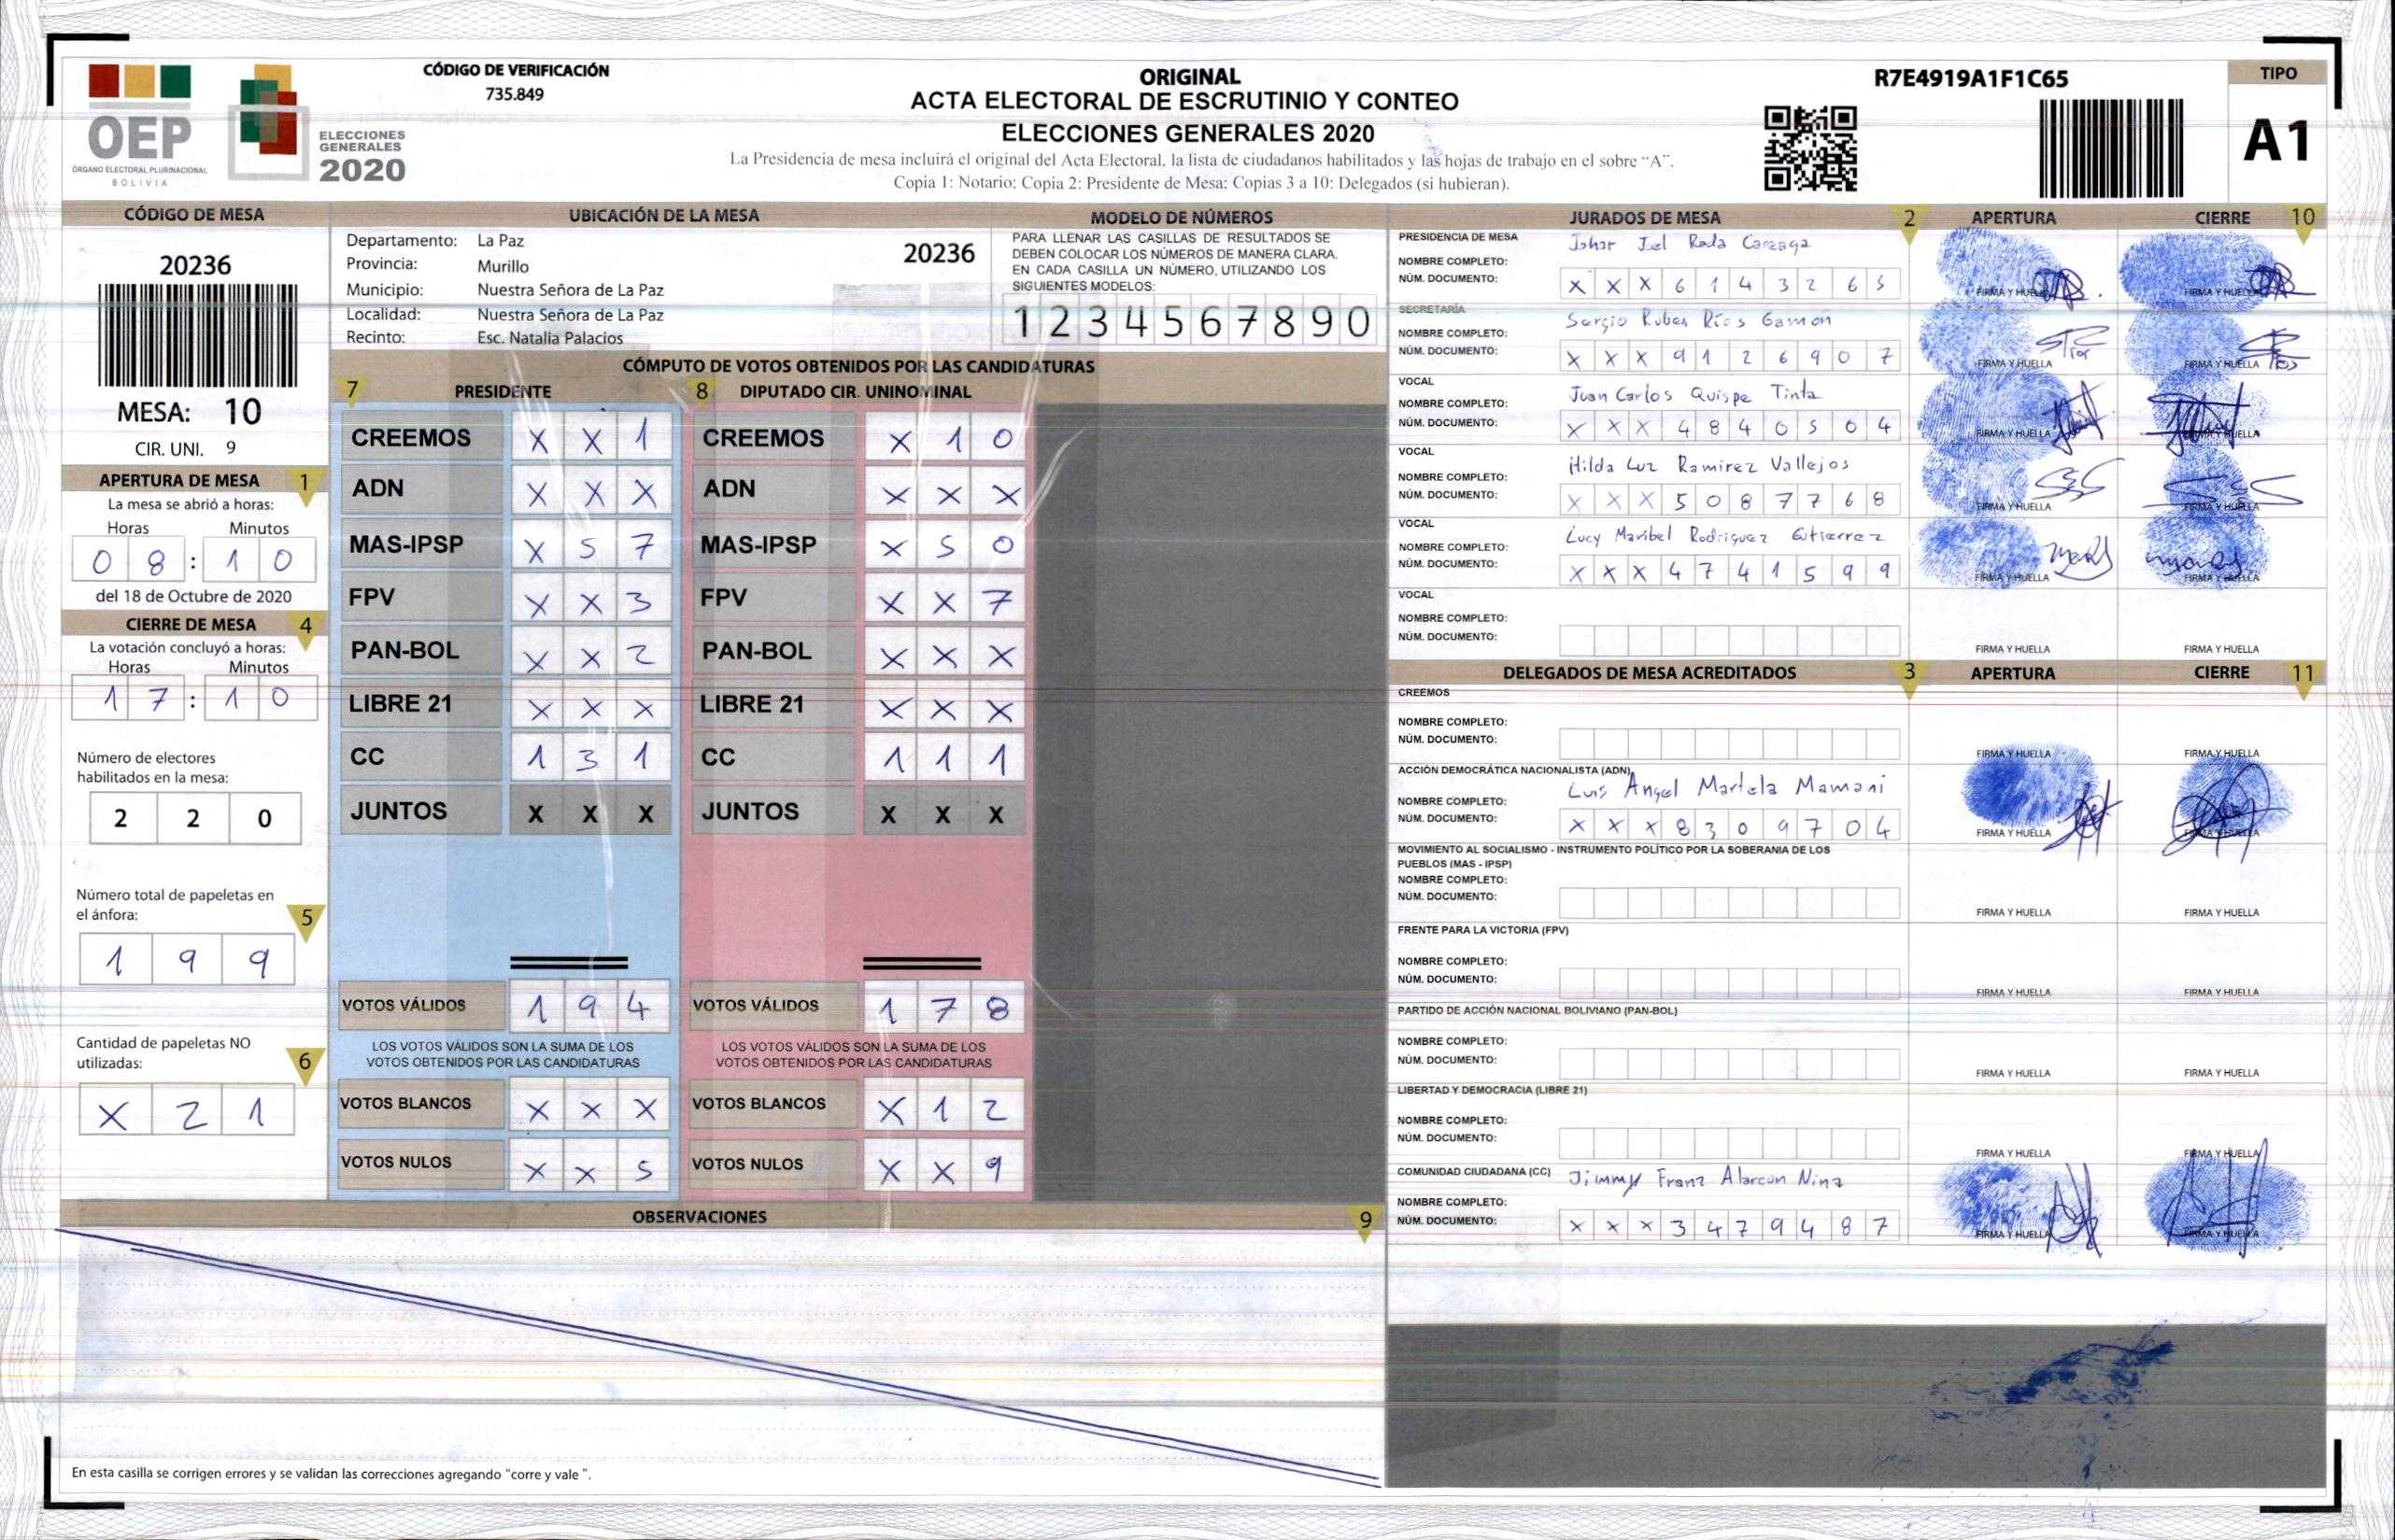 CÓDIGO DE VERIFICACIÓN
735.849
OEP
ÓRGANO ELECTORAL PLURINACIONAL
BOLIVIA
ELECCIONES
GENERALES
2020
ORIGINAL
ACTA ELECTORAL DE ESCRUTINIO Y CONTEO
ELECCIONES GENERALES 2020
La Presidencia de mesa incluirá el original del Acta Electoral, la lista de ciudadanos habilitados y las hojas de trabajo en el sobre "A".
Copia 1: Notario; Copia 2: Presidente de Mesa; Copias 3 a 10: Delegados (si hubieran).
R7E4919A1F1C65
TIPO
A1
CÓDIGO DE MESA
20236
MESA: 10
CIR. UNI. 9
APERTURA DE MESA 1
La mesa se abrió a horas:
Horas Minutos
0 8 : 1 0
del 18 de Octubre de 2020
CIERRE DE MESA 4
La votación concluyó a horas:
Horas Minutos
1 7 : 1 0
Número de electores
habilitados en la mesa:
2 2 0
Número total de papeletas en
el ánfora: 5
1 9 9
Cantidad de papeletas NO
utilizadas: 6
X 2 1
UBICACIÓN DE LA MESA
Departamento: La Paz
20236
Provincia: Murillo
Municipio: Nuestra Señora de La Paz
Localidad: Nuestra Señora de La Paz
Recinto: Esc. Natalia Palacios
MODELO DE NÚMEROS
PARA LLENAR LAS CASILLAS DE RESULTADOS SE
DEBEN COLOCAR LOS NÚMEROS DE MANERA CLARA.
EN CADA CASILLA UN NÚMERO, UTILIZANDO LOS
SIGUIENTES MODELOS:
1 2 3 4 5 6 7 8 9 0
CÓMPUTO DE VOTOS OBTENIDOS POR LAS CANDIDATURAS
7 PRESIDENTE 8 DIPUTADO CIR. UNINOMINAL
CREEMOS X X 1 CREEMOS X 1 0
ADN X X X ADN X X X
MAS-IPSP X 5 7 MAS-IPSP X 5 0
FPV X X 3 FPV X X 7
PAN-BOL X X 2 PAN-BOL X X X
LIBRE 21 X X X LIBRE 21 X X X
CC 1 3 1 CC 1 1 1
JUNTOS X X X JUNTOS X X X
VOTOS VÁLIDOS 1 9 4 VOTOS VÁLIDOS 1 7 8
LOS VOTOS VÁLIDOS SON LA SUMA DE LOS LOS VOTOS VÁLIDOS SON LA SUMA DE LOS
VOTOS OBTENIDOS POR LAS CANDIDATURAS VOTOS OBTENIDOS POR LAS CANDIDATURAS
VOTOS BLANCOS X X X VOTOS BLANCOS X 1 2
VOTOS NULOS X X 5 VOTOS NULOS X X 9
OBSERVACIONES 9
En esta casilla se corrigen errores y se validan las correcciones agregando "corre y vale ".
JURADOS DE MESA 2 APERTURA CIERRE 10
PRESIDENCIA DE MESA
NOMBRE COMPLETO: Rada
NÚM. DOCUMENTO: X X X 6 1 4 3 2 6 5 FIRMA Y HUELLA FIRMA Y HUELLA
SECRETARÍA
NOMBRE COMPLETO: Sergio Ruben Ríos Gamon
NÚM. DOCUMENTO: X X X 9 1 2 6 9 0 7 FIRMA Y HUELLA FIRMA Y HUELLA
VOCAL
NOMBRE COMPLETO: Juan Carlos Quispe Tinta
NÚM. DOCUMENTO: X X X 4 8 4 0 5 0 4 FIRMA Y HUELLA FIRMA Y HUELLA
VOCAL
NOMBRE COMPLETO: Hilda Luz Ramirez Vallejos
NÚM. DOCUMENTO: X X X 5 0 8 7 7 6 8 FIRMA Y HUELLA FIRMA Y HUELLA
VOCAL
NOMBRE COMPLETO: Lucy Maribel Rodriguez Gutierrez
NÚM. DOCUMENTO: X X X 4 7 4 1 5 9 9 FIRMA Y HUELLA FIRMA Y HUELLA
VOCAL
NOMBRE COMPLETO:
NÚM. DOCUMENTO: FIRMA Y HUELLA FIRMA Y HUELLA
DELEGADOS DE MESA ACREDITADOS 3 APERTURA CIERRE 11
CREEMOS
NOMBRE COMPLETO:
NÚM. DOCUMENTO: FIRMA Y HUELLA FIRMA Y HUELLA
ACCIÓN DEMOCRÁTICA NACIONALISTA (ADN)
NOMBRE COMPLETO: Luis Angel Martela Mamani
NÚM. DOCUMENTO: X X X 8 3 0 9 7 0 4 FIRMA Y HUELLA FIRMA Y HUELLA
MOVIMIENTO AL SOCIALISMO - INSTRUMENTO POLÍTICO POR LA SOBERANIA DE LOS
PUEBLOS (MAS - IPSP)
NOMBRE COMPLETO:
NÚM. DOCUMENTO: FIRMA Y HUELLA FIRMA Y HUELLA
FRENTE PARA LA VICTORIA (FPV)
NOMBRE COMPLETO:
NÚM. DOCUMENTO: FIRMA Y HUELLA FIRMA Y HUELLA
PARTIDO DE ACCIÓN NACIONAL BOLIVIANO (PAN-BOL)
NOMBRE COMPLETO:
NÚM. DOCUMENTO: FIRMA Y HUELLA FIRMA Y HUELLA
LIBERTAD Y DEMOCRACIA (LIBRE 21)
NOMBRE COMPLETO:
NÚM. DOCUMENTO: FIRMA Y HUELLA FIRMA Y HUELLA
COMUNIDAD CIUDADANA (CC)
NOMBRE COMPLETO: Jimmy Franz Alarcon Nina
NÚM. DOCUMENTO: X X X 3 4 7 9 4 8 7 FIRMA Y HUELLA FIRMA Y HUELLA